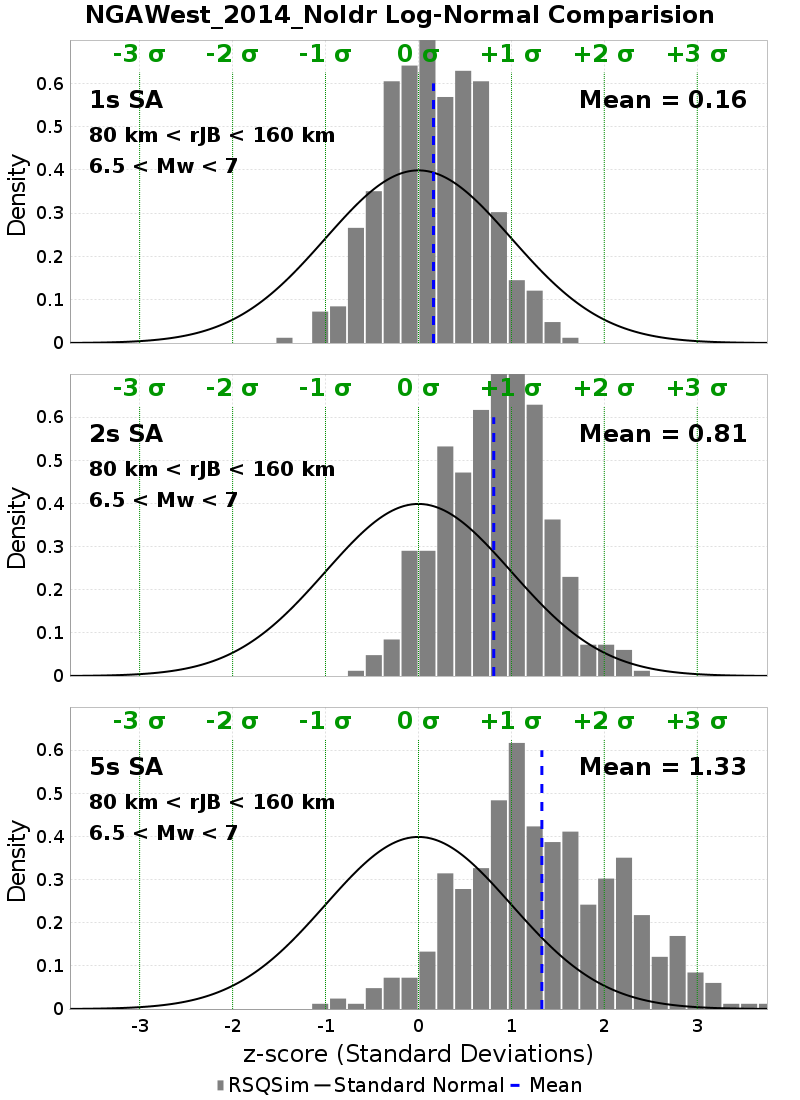 NGAWest_2014_NoIdr Log-Normal Comparision
-3 σ -2 σ -1 σ 0 σ +1 σ +2 σ +3 σ
1s SA Mean = 0.16
80 km < rJB < 160 km
6.5 < Mw < 7
Density
0.6
0.5
0.4
0.3
0.2
0.1
0
-3 σ -2 σ -1 σ 0 σ +1 σ +2 σ +3 σ
2s SA Mean = 0.81
80 km < rJB < 160 km
6.5 < Mw < 7
Density
0.6
0.5
0.4
0.3
0.2
0.1
0
-3 σ -2 σ -1 σ 0 σ +1 σ +2 σ +3 σ
5s SA Mean = 1.33
80 km < rJB < 160 km
6.5 < Mw < 7
Density
0.6
0.5
0.4
0.3
0.2
0.1
0
-3 -2 -1 0 1 2 3
z-score (Standard Deviations)
RSQSim Standard Normal Mean